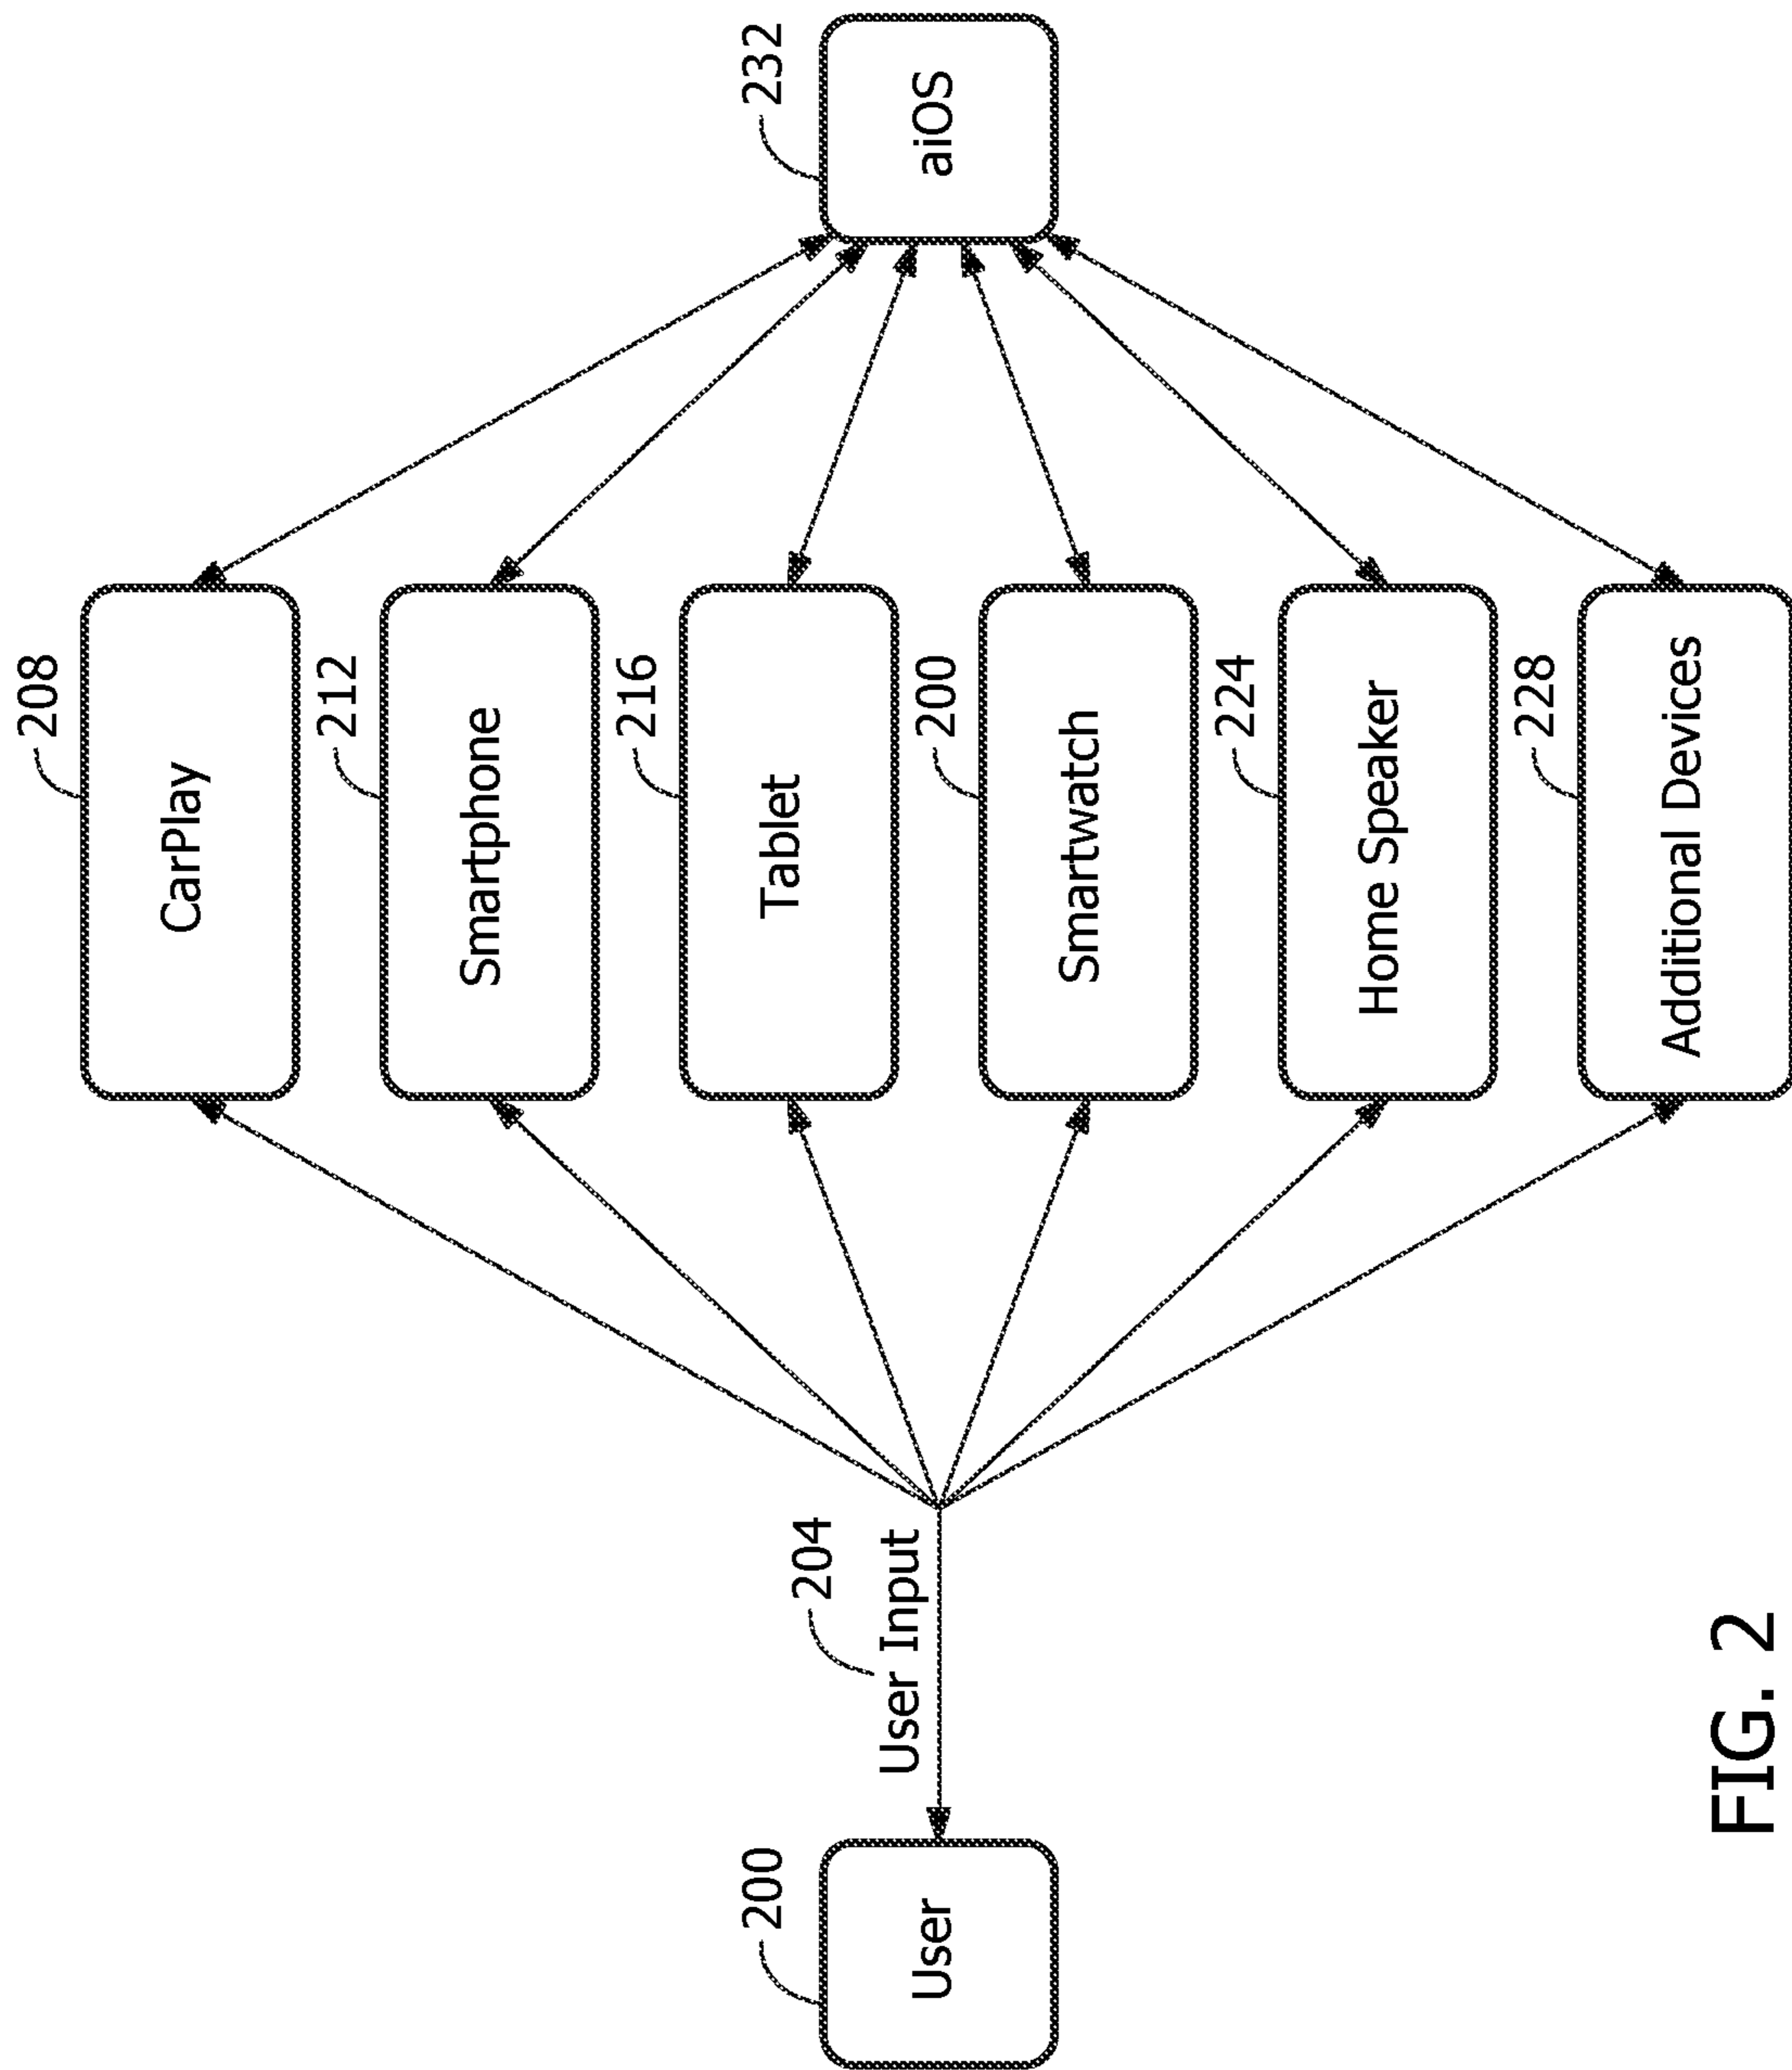 200
User
204
User Input
208
CarPlay
212
Smartphone
216
Tablet
200
Smartwatch
224
Home Speaker
228
Additional Devices
232
aiOS
FIG. 2